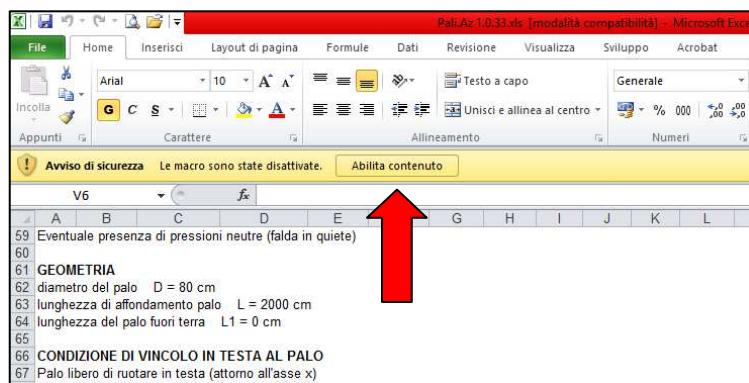 Pali.Az 1.0.33.xls [modalità compatibilità] - Microsoft Exce
File Home Inserisci Layout di pagina Formule Dati Revisione Visualizza Sviluppo Acrobat
Arial 10 A A Testo a capo Generale
Incolla G C S A Unisci e allinea al centro % 000
Appunti Carattere Allineamento Numeri
Avviso di sicurezza Le macro sono state disattivate. Abilita contenuto
V6 fx
A B C D E G H I J K L
59 Eventuale presenza di pressioni neutre (falda in quiete)
60
61 GEOMETRIA
62 diametro del palo D = 80 cm
63 lunghezza di affondamento palo L = 2000 cm
64 lunghezza del palo fuori terra L1 = 0 cm
65
66 CONDIZIONE DI VINCOLO IN TESTA AL PALO
67 Palo libero di ruotare in testa (attorno all'asse x)